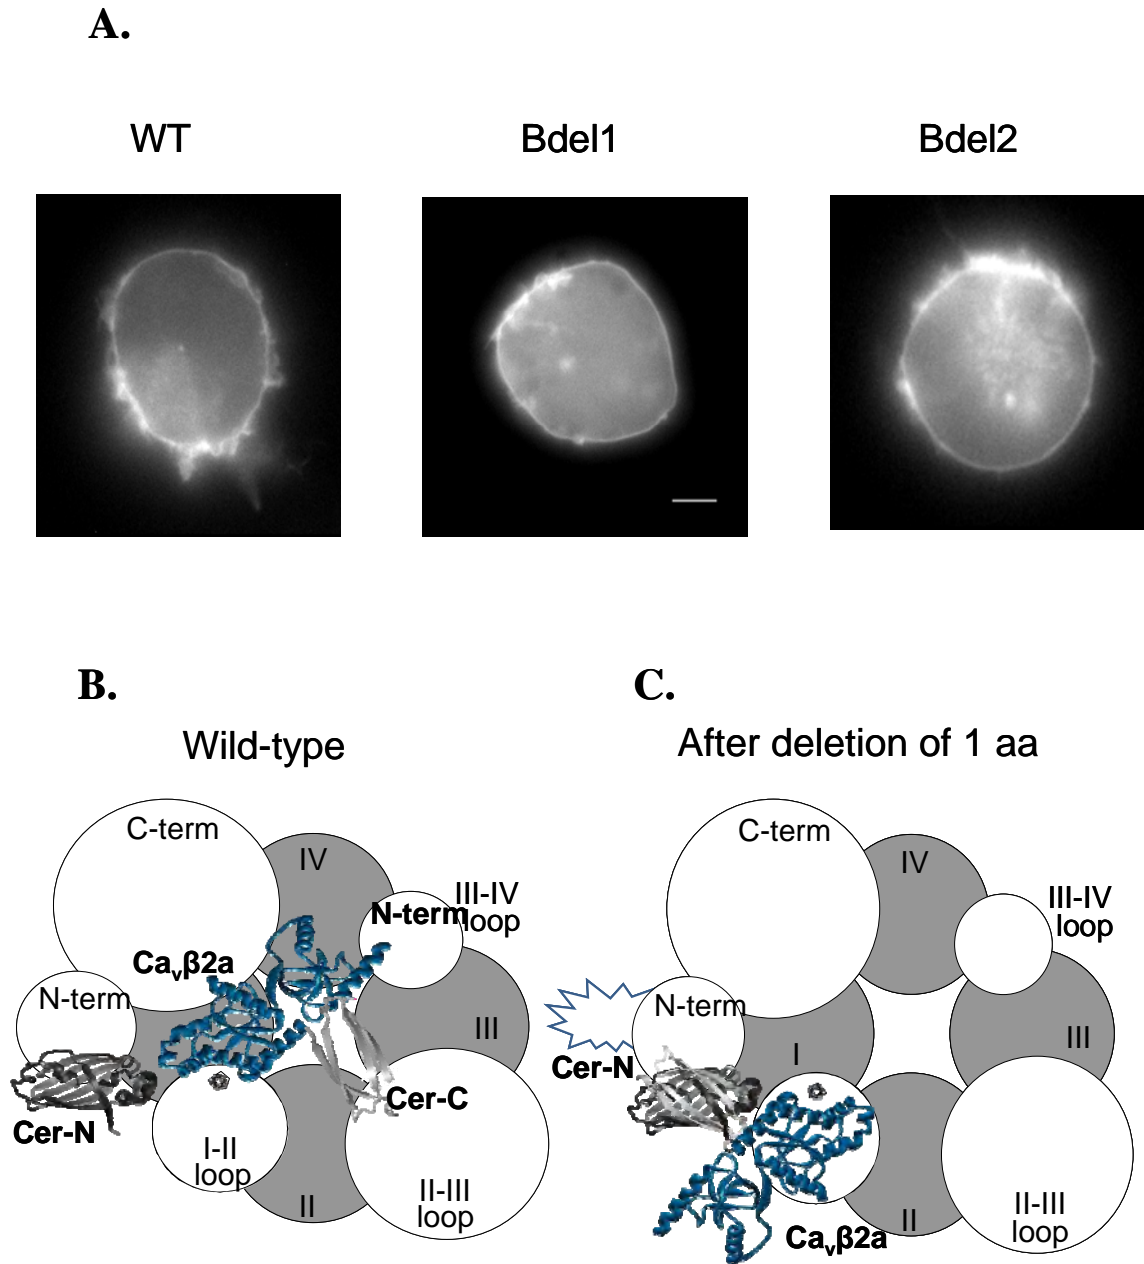 A.
WT
Bdel1
Bdel2
B.
C.
Wild-type
After deletion of 1 aa
C-term
IV
III-IV
loop
N-term
Cavβ2a
N-term
III
Cer-C
Cer-N
I-II
loop
II
II-III
loop
C-term
IV
III-IV
loop
N-term
Cer-N
I
III
II-III
loop
II
Cavβ2a